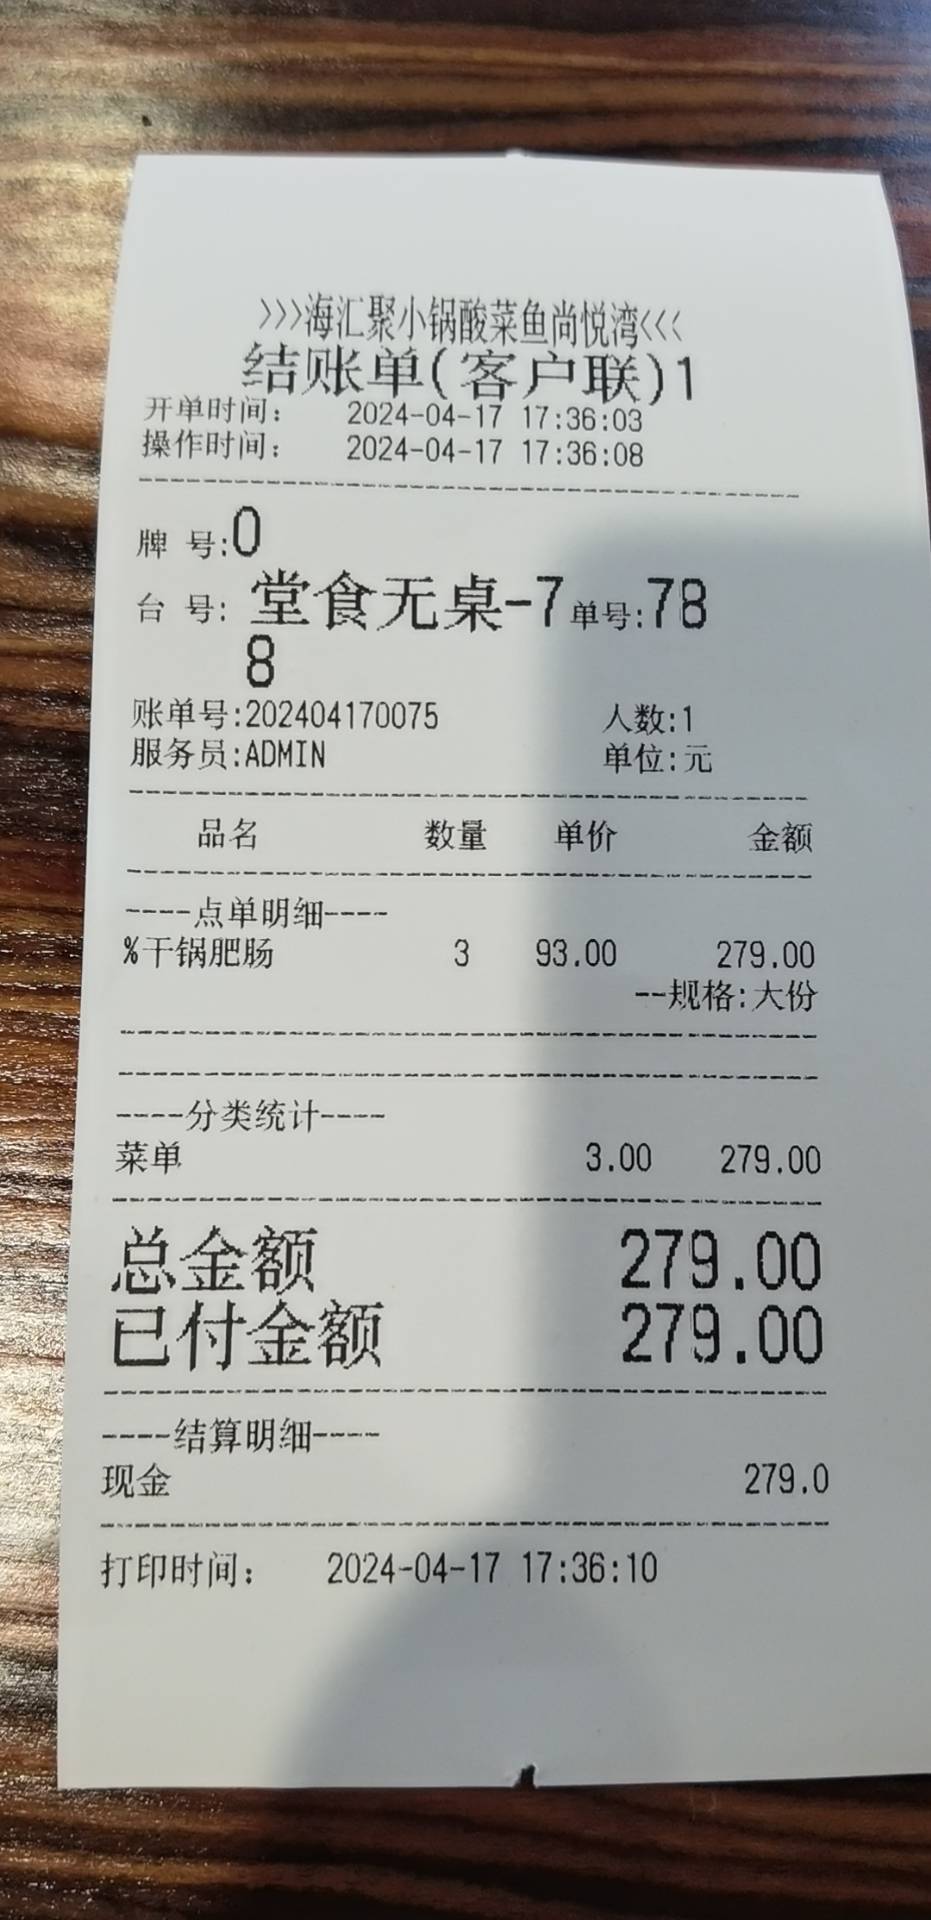 >>>海汇聚小锅酸菜鱼尚悦湾<<<
结账单(客户联)1
开单时间: 2024-04-17 17:36:03
操作时间: 2024-04-17 17:36:08
牌 号:0
台 号: 堂食无桌-7 单号:78
8
账单号:202404170075 人数:1
服务员:ADMIN 单位:元
品名 数量 单价 金额
----点单明细----
%干锅肥肠 3 93.00 279.00
--规格:大份
----分类统计----
菜单 3.00 279.00
总金额 279.00
已付金额 279.00
----结算明细----
现金 279.0
打印时间: 2024-04-17 17:36:10